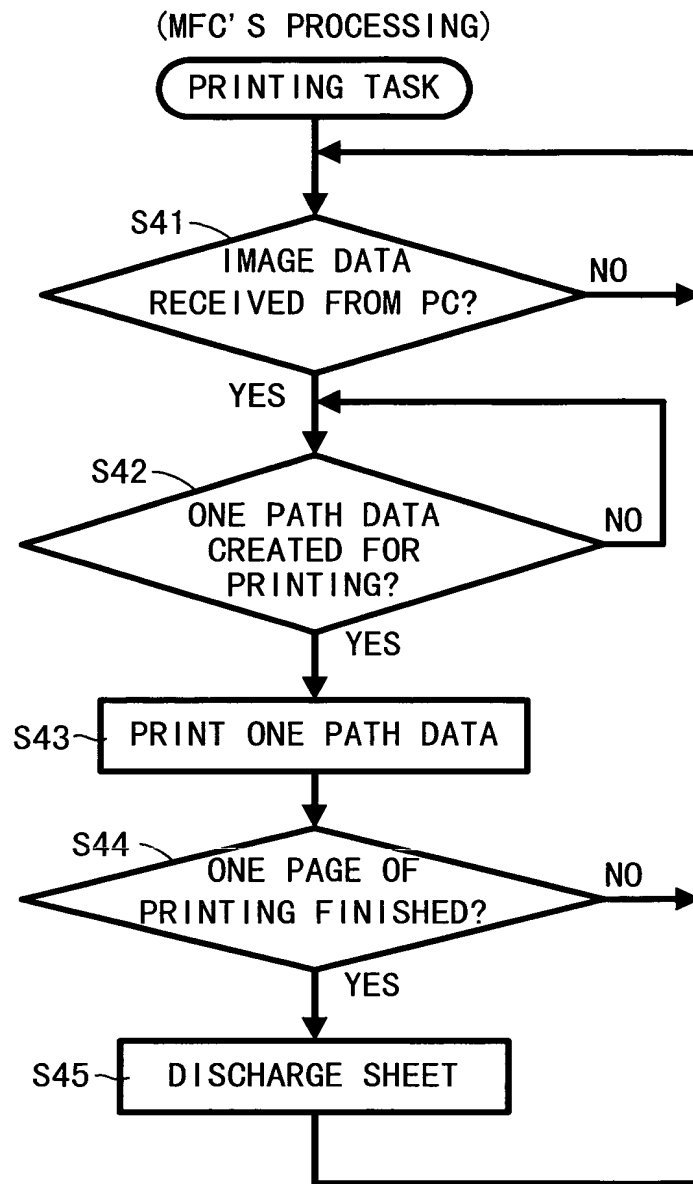 (MFC'S PROCESSING)
PRINTING TASK
S41
IMAGE DATA
RECEIVED FROM PC?
NO
YES
S42
ONE PATH DATA
CREATED FOR
PRINTING?
NO
YES
S43
PRINT ONE PATH DATA
S44
ONE PAGE OF
PRINTING FINISHED?
NO
YES
S45
DISCHARGE SHEET